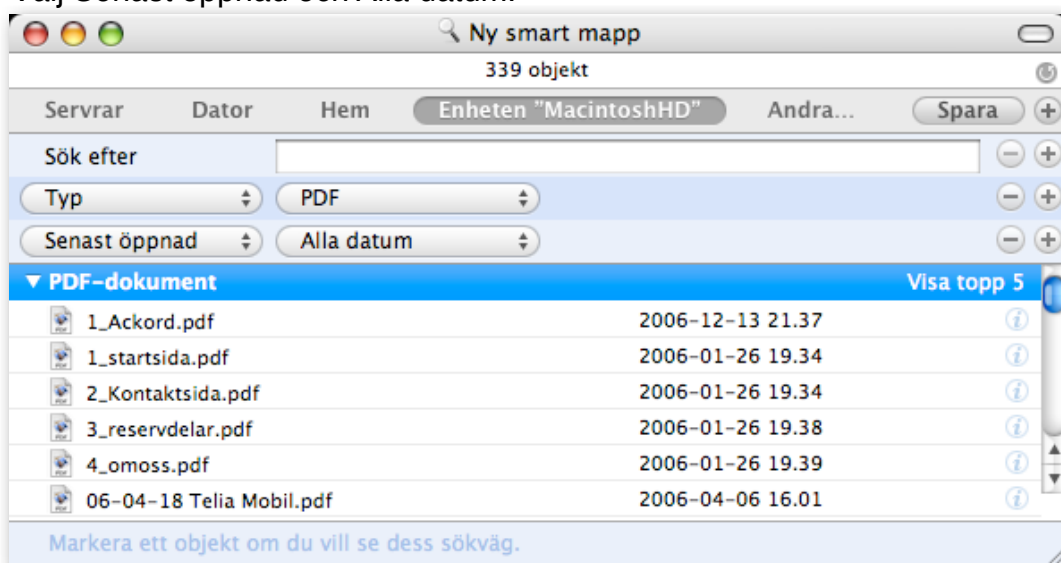 Välj Senast öppnad och Alla datum.
Ny smart mapp
339 objekt
Servrar Dator Hem Enheten "MacintoshHD" Andra... Spara
Sök efter
Typ PDF
Senast öppnad Alla datum
PDF-dokument Visa topp 5
1_Ackord.pdf 2006-12-13 21.37
1_startsida.pdf 2006-01-26 19.34
2_Kontaktsida.pdf 2006-01-26 19.34
3_reservdelar.pdf 2006-01-26 19.38
4_omoss.pdf 2006-01-26 19.39
06-04-18 Telia Mobil.pdf 2006-04-06 16.01
Markera ett objekt om du vill se dess sökväg.